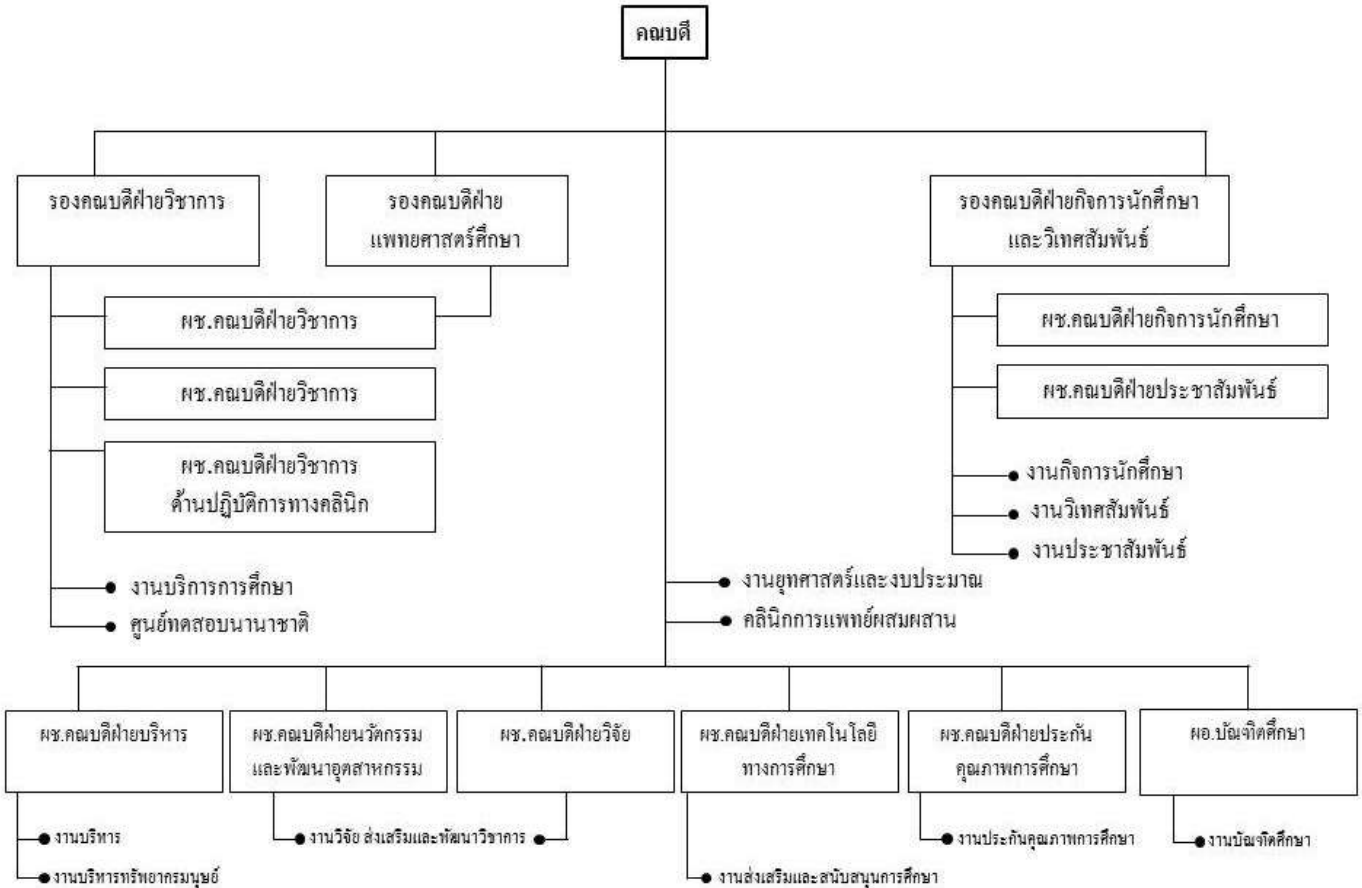 คณบดี
รองคณบดีฝ่ายวิชาการ
รองคณบดีฝ่าย
แพทยศาสตร์ศึกษา
รองคณบดีฝ่ายกิจการนักศึกษา
และวิเทศสัมพันธ์
ผช.คณบดีฝ่ายวิชาการ
ผช.คณบดีฝ่ายวิชาการ
ผช.คณบดีฝ่ายวิชาการ
ด้านปฏิบัติการทางคลินิก
งานบริการการศึกษา
ศูนย์ทดสอบนานาชาติ
ผช.คณบดีฝ่ายกิจการนักศึกษา
ผช.คณบดีฝ่ายประชาสัมพันธ์
งานกิจการนักศึกษา
งานวิเทศสัมพันธ์
งานประชาสัมพันธ์
งานยุทศาสตร์และงบประมาณ
คลินิกการแพทย์ผสมผสาน
ผช.คณบดีฝ่ายบริหาร
ผช.คณบดีฝ่ายนวัตกรรม
และพัฒนาอุตสาหกรรม
ผช.คณบดีฝ่ายวิจัย
ผช.คณบดีฝ่ายเทคโนโลยี
ทางการศึกษา
ผช.คณบดีฝ่ายประกัน
คุณภาพการศึกษา
ผอ.บัณฑิตศึกษา
งานบริหาร
งานบริหารทรัพยากรมนุษย์
งานวิจัย ส่งเสริมและพัฒนาวิชาการ
งานส่งเสริมและสนับสนุนการศึกษา
งานประกันคุณภาพการศึกษา
งานบัณฑิตศึกษา